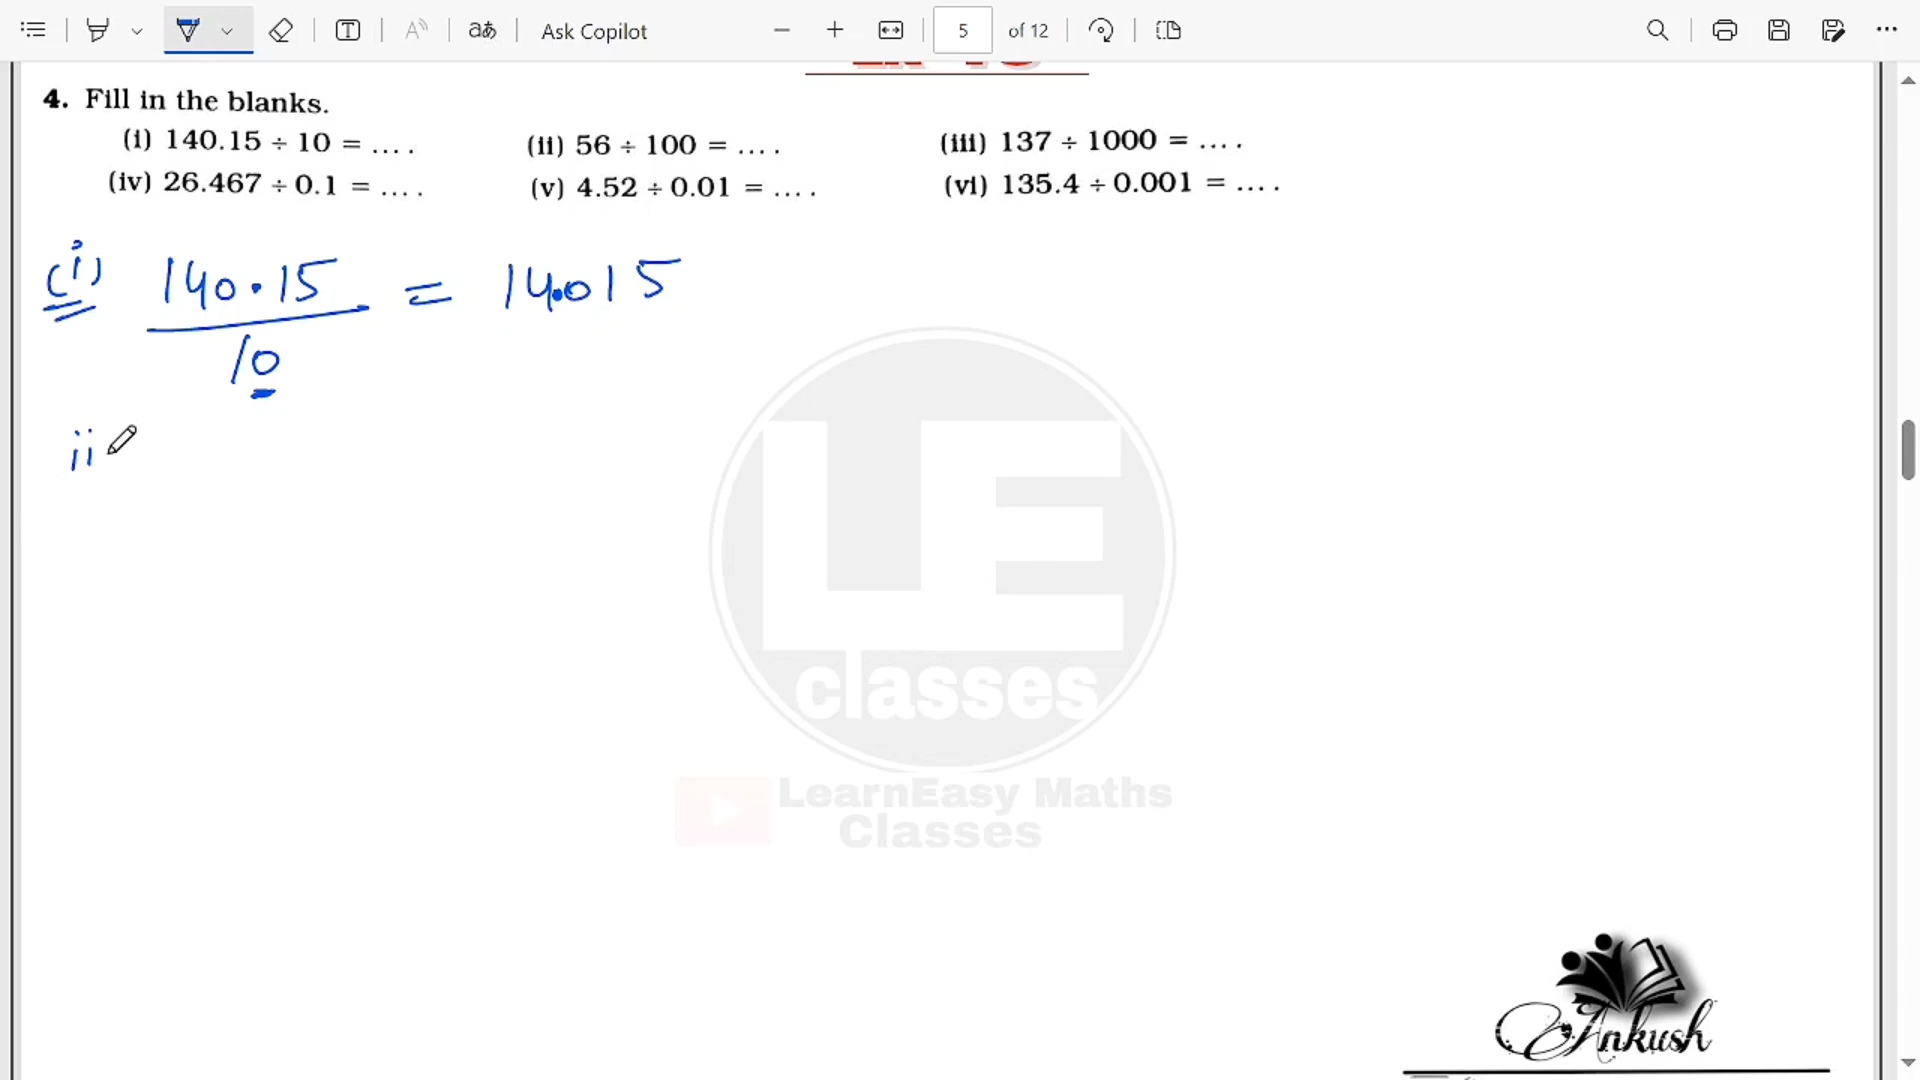 Ask Copilot
5 of 12
4. Fill in the blanks.
(i) 140.15 ÷ 10 = .... (ii) 56 ÷ 100 = .... (iii) 137 ÷ 1000 = ....
(iv) 26.467 ÷ 0.1 = .... (v) 4.52 ÷ 0.01 = .... (vi) 135.4 ÷ 0.001 = ....
(i) 140.15 = 14.015
10
ii
LE
classes
LearnEasy Maths
Classes
Ankush